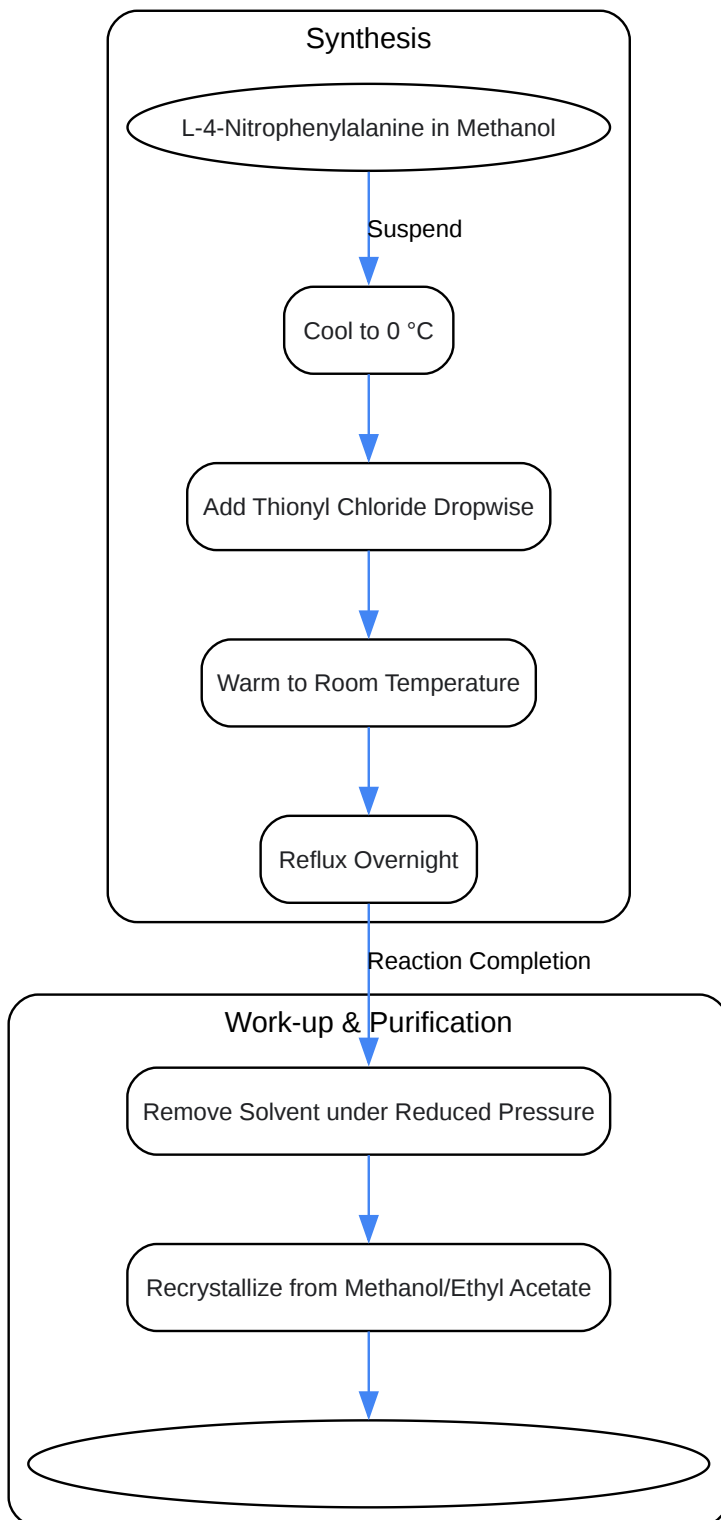 Synthesis
L-4-Nitrophenylalanine in Methanol
Suspend
Cool to 0 °C
Add Thionyl Chloride Dropwise
Warm to Room Temperature
Reflux Overnight
Reaction Completion
Work-up & Purification
Remove Solvent under Reduced Pressure
Recrystallize from Methanol/Ethyl Acetate